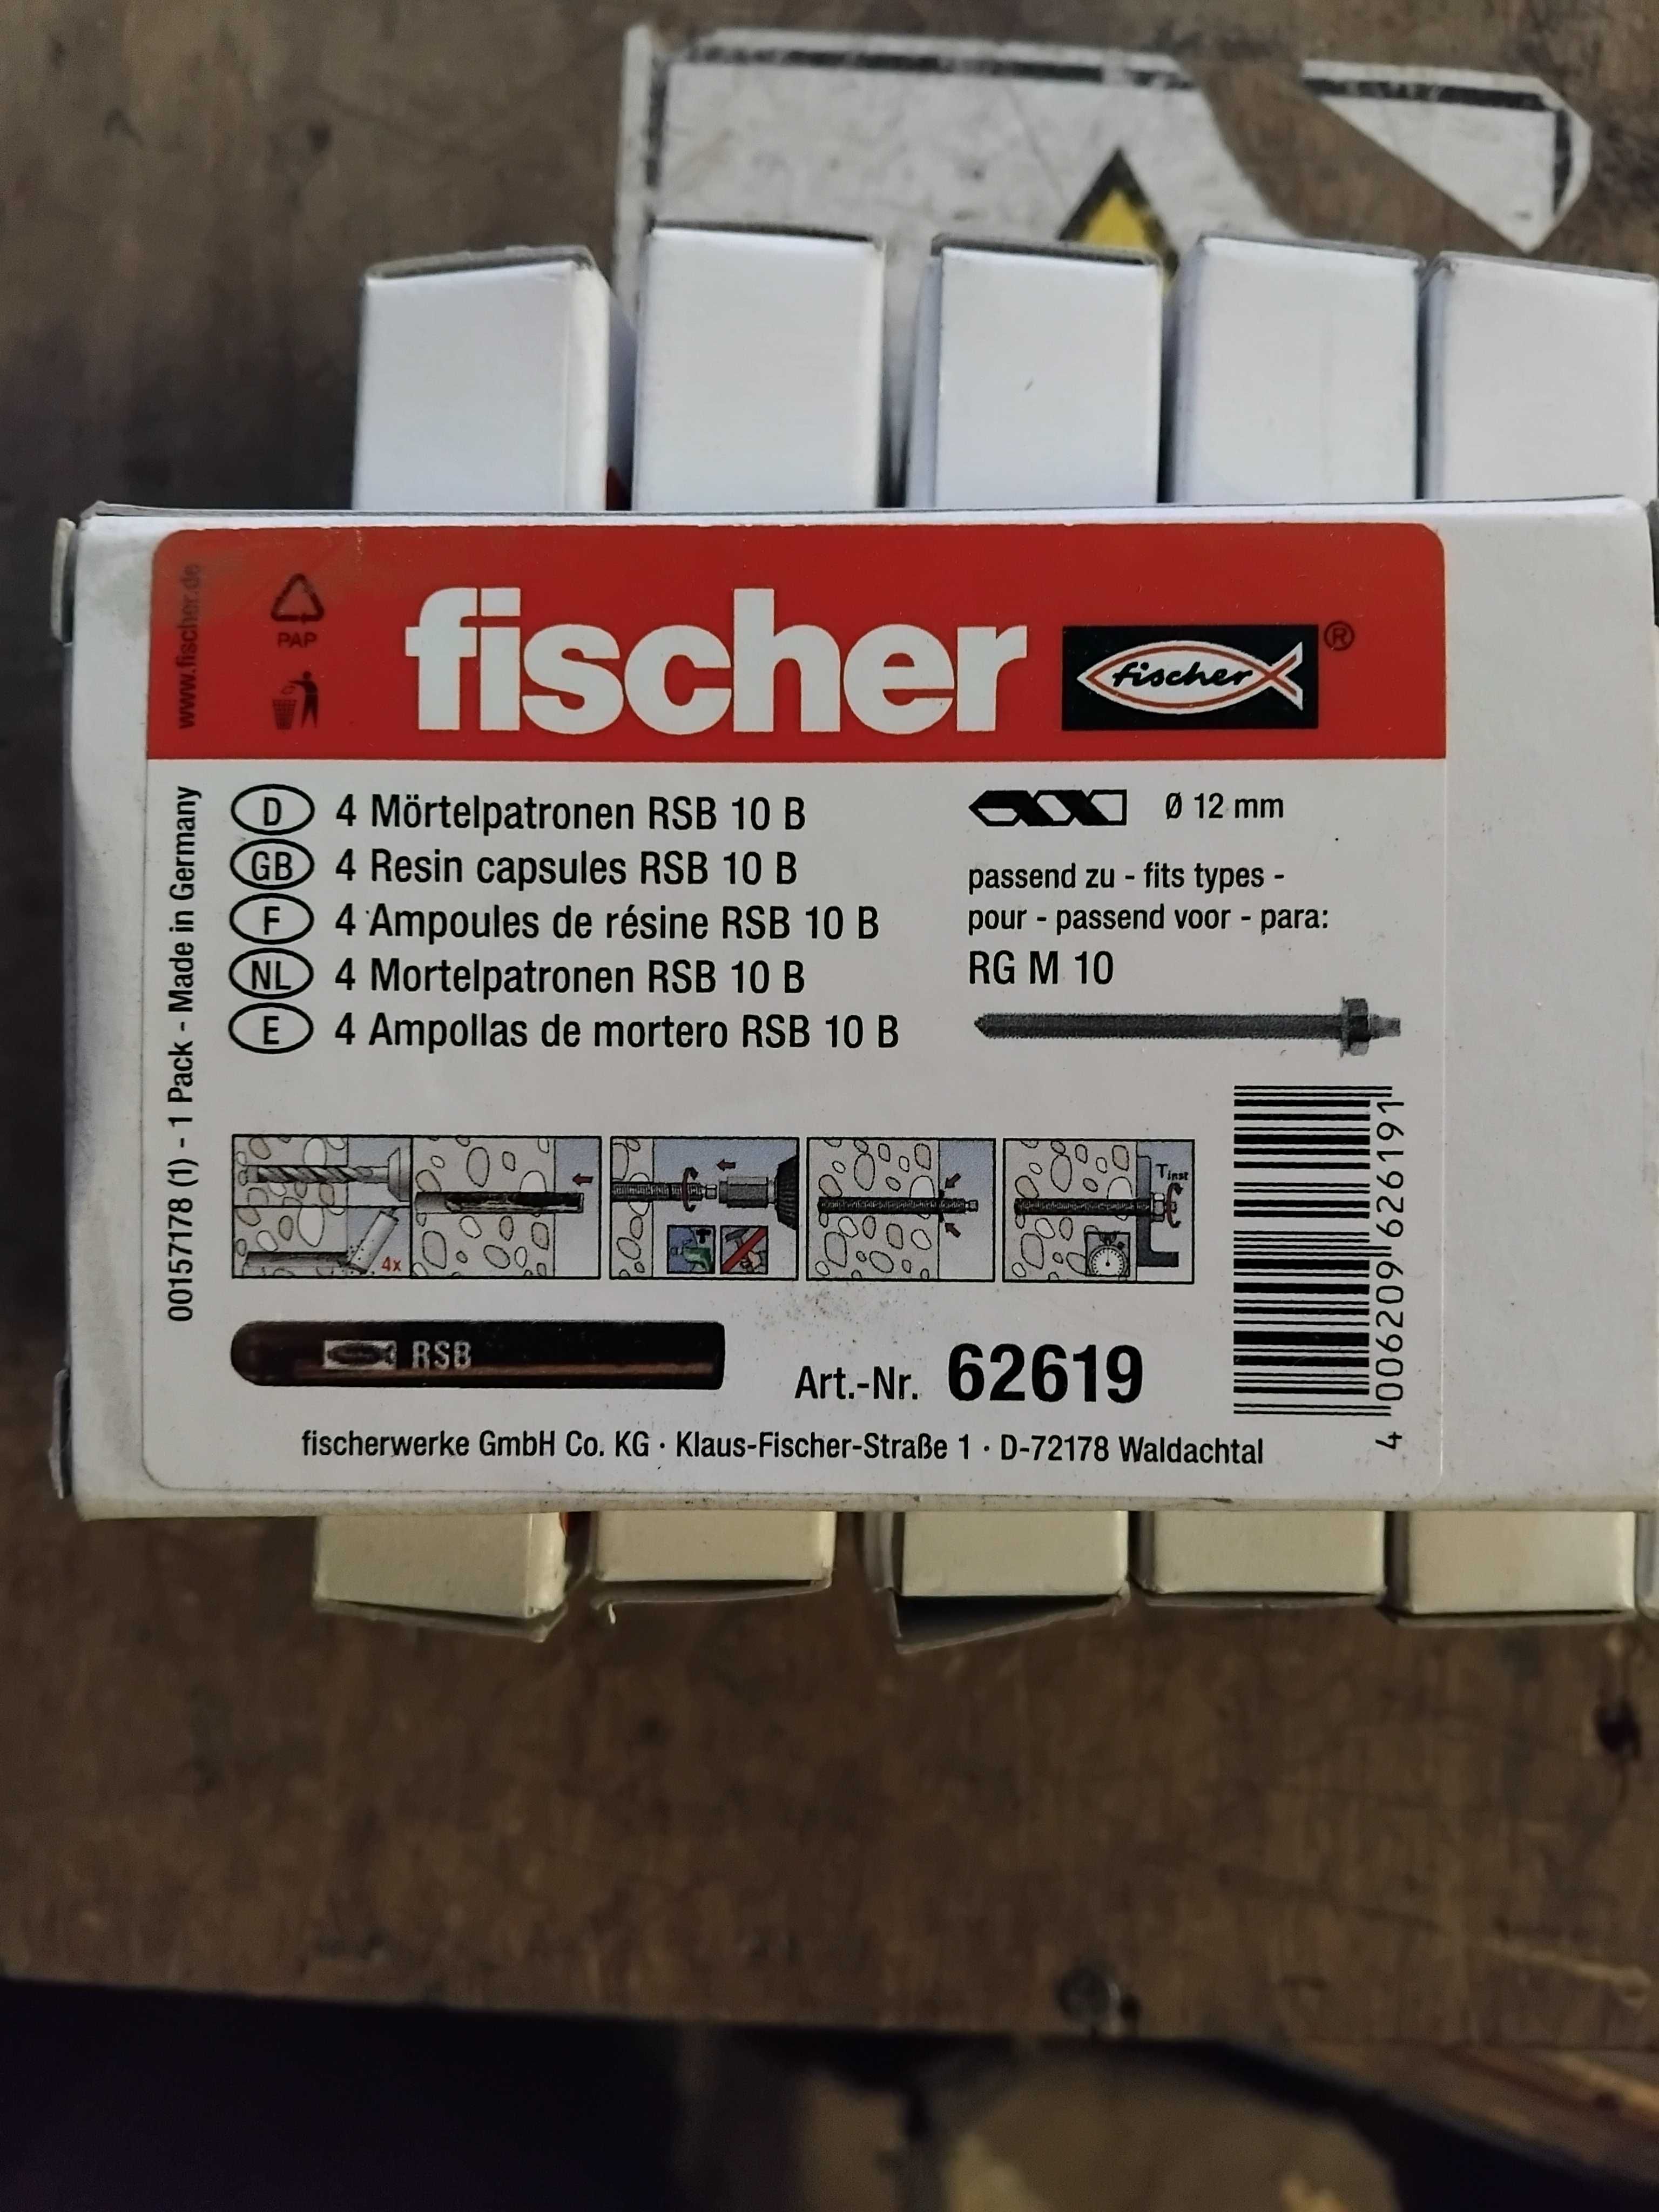 www.fischer.de
PAP
fischer
fischer ®
D 4 Mörtelpatronen RSB 10 B
GB 4 Resin capsules RSB 10 B
F 4 Ampoules de résine RSB 10 B
NL 4 Mortelpatronen RSB 10 B
E 4 Ampollas de mortero RSB 10 B
Ø 12 mm
passend zu - fits types -
pour - passend voor - para:
RG M 10
00157178 (1) - 1 Pack - Made in Germany
4x
Tinst
RSB
Art.-Nr. 62619
4 006209 626191
fischerwerke GmbH Co. KG · Klaus-Fischer-Straße 1 · D-72178 Waldachtal